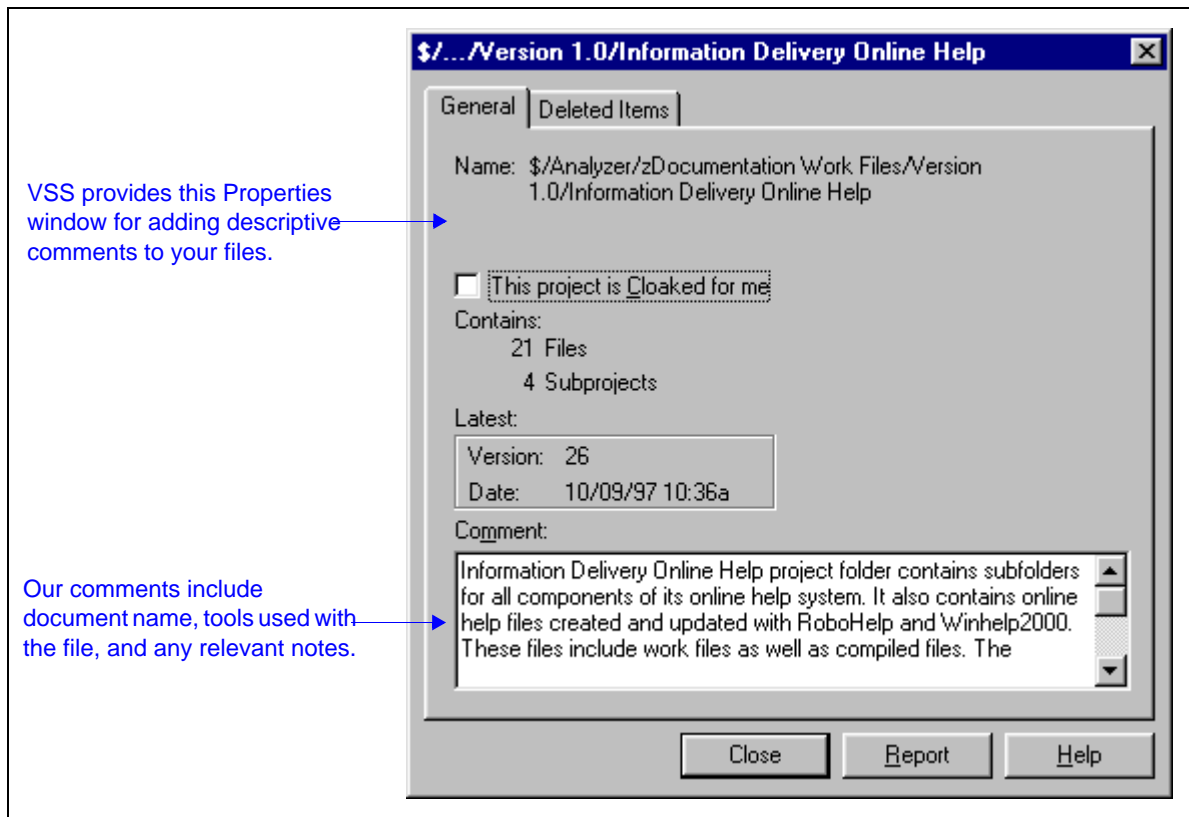 $/.../Version 1.0/Information Delivery Online Help
General
Deleted Items
Name: $/Analyzer/zDocumentation Work Files/Version
1.0/Information Delivery Online Help
VSS provides this Properties
window for adding descriptive
comments to your files.
This project is Cloaked for me
Contains:
21 Files
4 Subprojects
Latest:
Version: 26
Date: 10/09/97 10:36a
Comment:
Information Delivery Online Help project folder contains subfolders
for all components of its online help system. It also contains online
help files created and updated with RoboHelp and Winhelp2000.
These files include work files as well as compiled files. The
Our comments include
document name, tools used with
the file, and any relevant notes.
Close
Report
Help